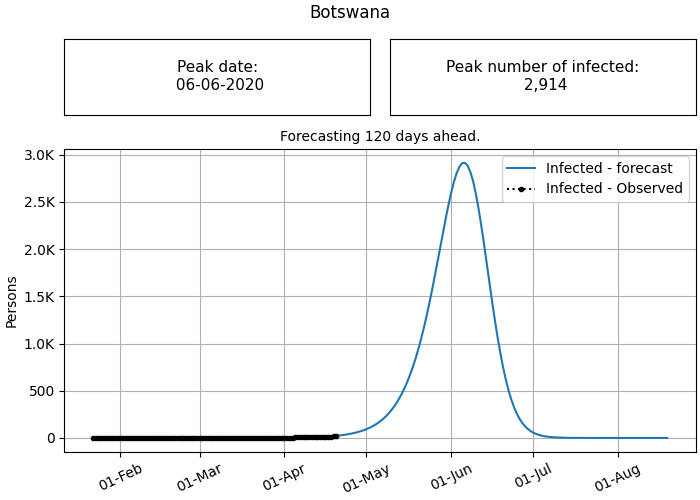 Botswana
Peak date:
06-06-2020
Peak number of infected:
2,914
Forecasting 120 days ahead.
3.0K
2.5K
2.0K
1.5K
1.0K
500
0
Persons
Infected - forecast
Infected - Observed
01-Feb
01-Mar
01-Apr
01-May
01-Jun
01-Jul
01-Aug